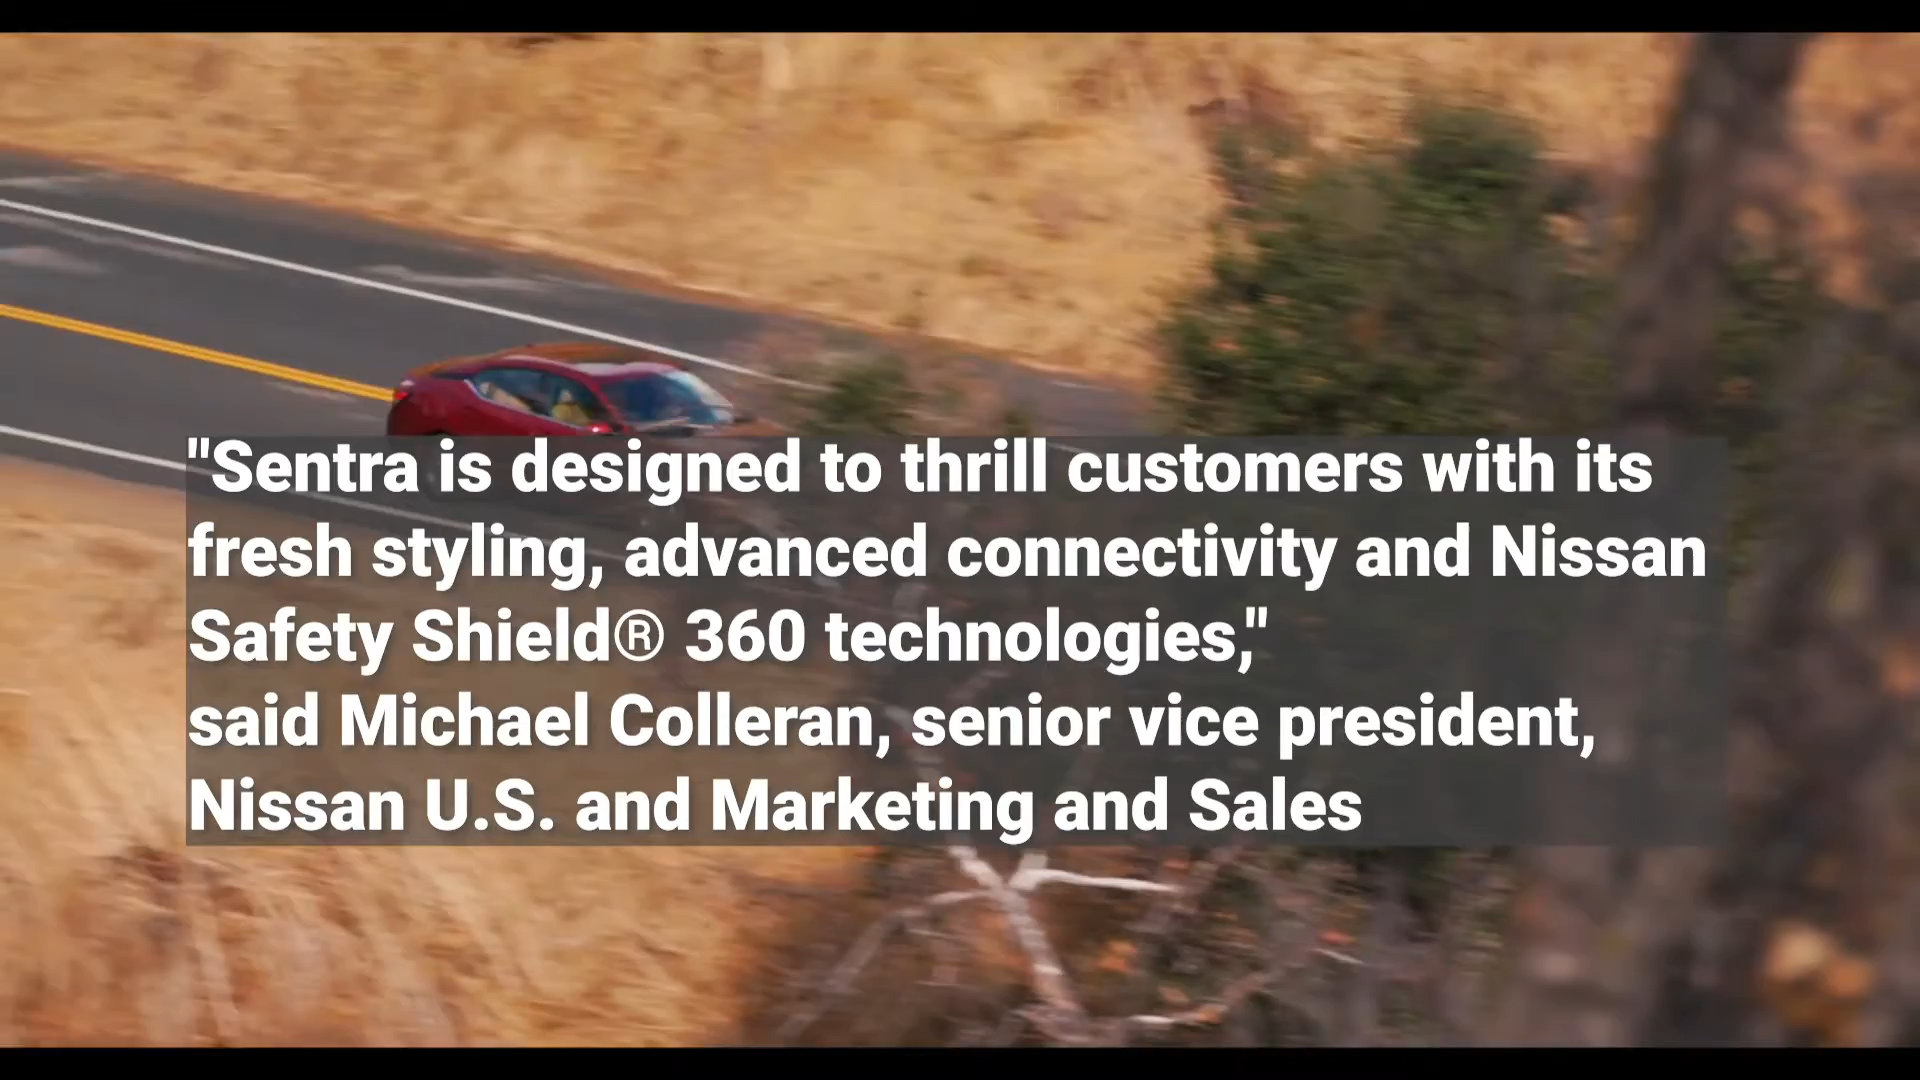 "Sentra is designed to thrill customers with its
fresh styling, advanced connectivity and Nissan
Safety Shield® 360 technologies,"
said Michael Colleran, senior vice president,
Nissan U.S. and Marketing and Sales